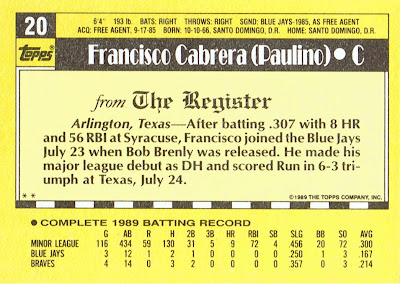 20
6'4" 193 lb. BATS: RIGHT THROWS: RIGHT SGND: BLUE JAYS-1985, AS FREE AGENT
ACQ: FREE AGENT, 9-17-85 BORN: 10-10-66, SANTO DOMINGO, D.R. HOME: SANTO DOMINGO, D.R.
Topps Francisco Cabrera (Paulino) • C
from The Register
Arlington, Texas—After batting .307 with 8 HR
and 56 RBI at Syracuse, Francisco joined the Blue Jays
July 23 when Bob Brenly was released. He made his
major league debut as DH and scored Run in 6-3 tri-
umph at Texas, July 24.
** ©1989 THE TOPPS COMPANY, INC.
• COMPLETE 1989 BATTING RECORD
G AB R H 2B 3B HR RBI SB SLG BB SO AVG
MINOR LEAGUE 116 434 59 130 31 5 9 72 4 .456 20 72 .300
BLUE JAYS 3 12 1 2 1 0 0 0 0 .250 1 3 .167
BRAVES 4 14 0 3 2 0 0 0 0 .357 0 3 .214